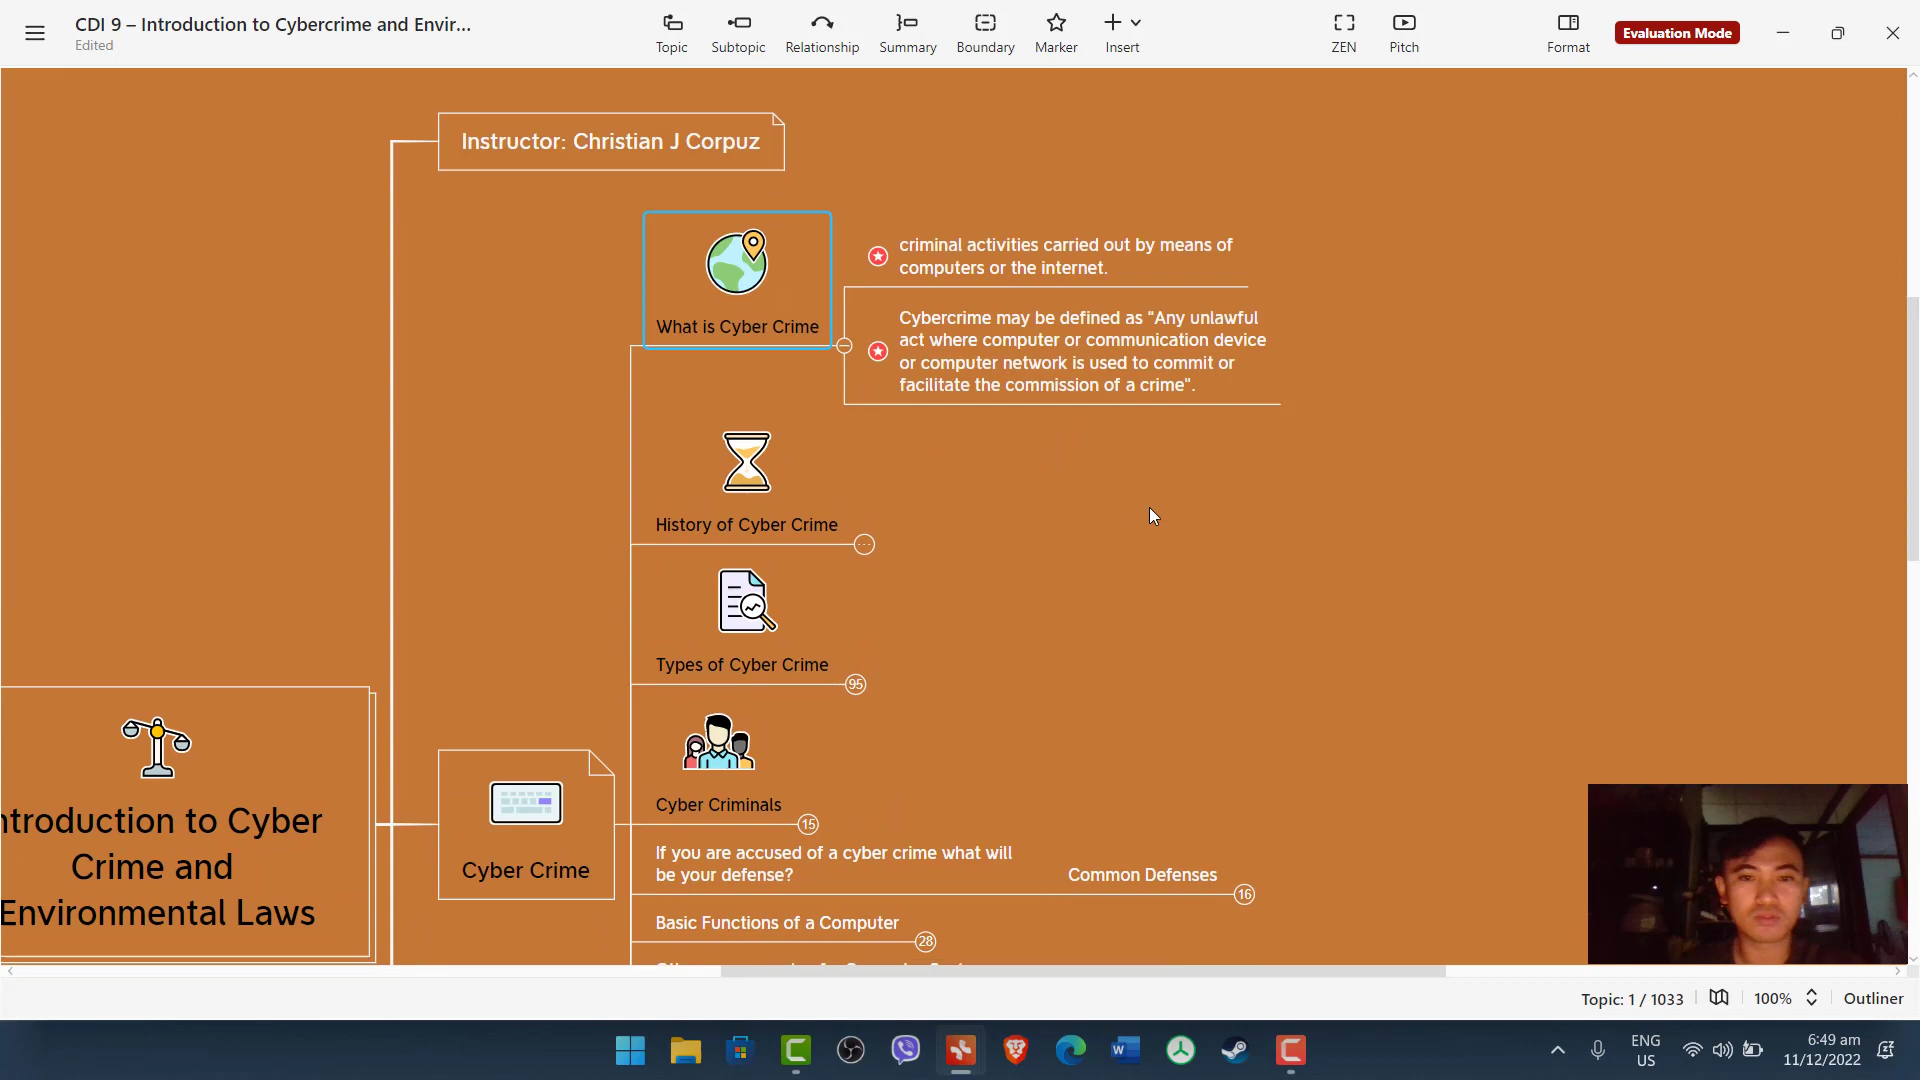 CDI 9 – Introduction to Cybercrime and Envir...
Edited
Topic
Subtopic
Relationship
Summary
Boundary
Marker
Insert
ZEN
Pitch
Format
Evaluation Mode
Instructor: Christian J Corpuz
What is Cyber Crime
criminal activities carried out by means of
computers or the internet.
Cybercrime may be defined as "Any unlawful
act where computer or communication device
or computer network is used to commit or
facilitate the commission of a crime".
History of Cyber Crime
Types of Cyber Crime
95
Cyber Criminals
15
If you are accused of a cyber crime what will
be your defense?
Common Defenses
16
Basic Functions of a Computer
28
Cyber Crime
ntroduction to Cyber
Crime and
Environmental Laws
Topic: 1 / 1033
100%
Outliner
ENG
US
6:49 am
11/12/2022